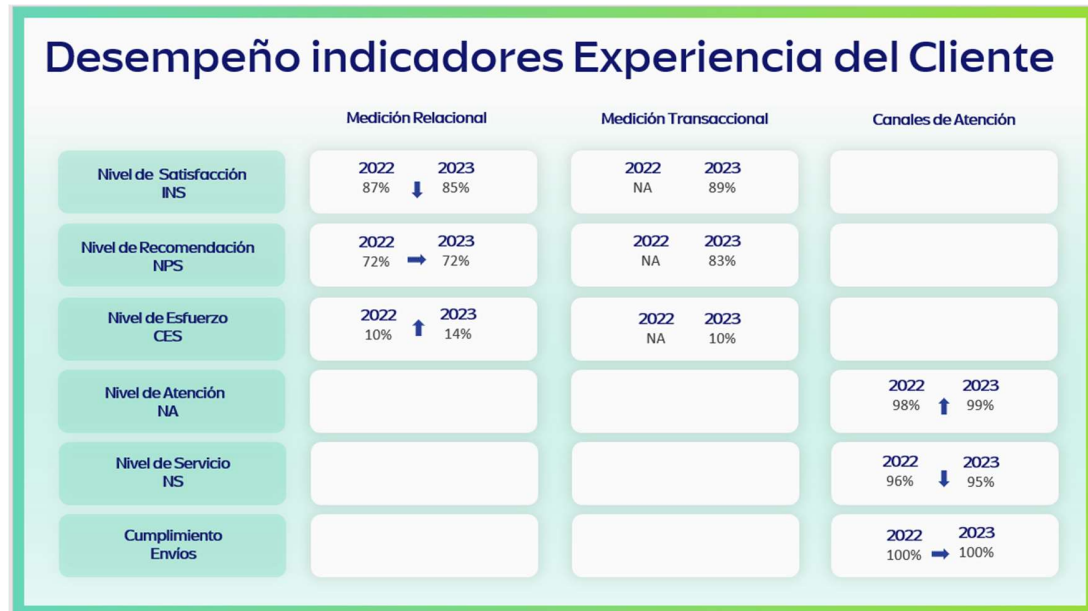 Desempeño indicadores Experiencia del Cliente
Medición Relacional Medición Transaccional Canales de Atención
Nivel de Satisfacción
INS
2022 2023
87% 85%
2022 2023
NA 89%
Nivel de Recomendación
NPS
2022 2023
72% 72%
2022 2023
NA 83%
Nivel de Esfuerzo
CES
2022 2023
10% 14%
2022 2023
NA 10%
Nivel de Atención
NA
2022 2023
98% 99%
Nivel de Servicio
NS
2022 2023
96% 95%
Cumplimiento
Envíos
2022 2023
100% 100%